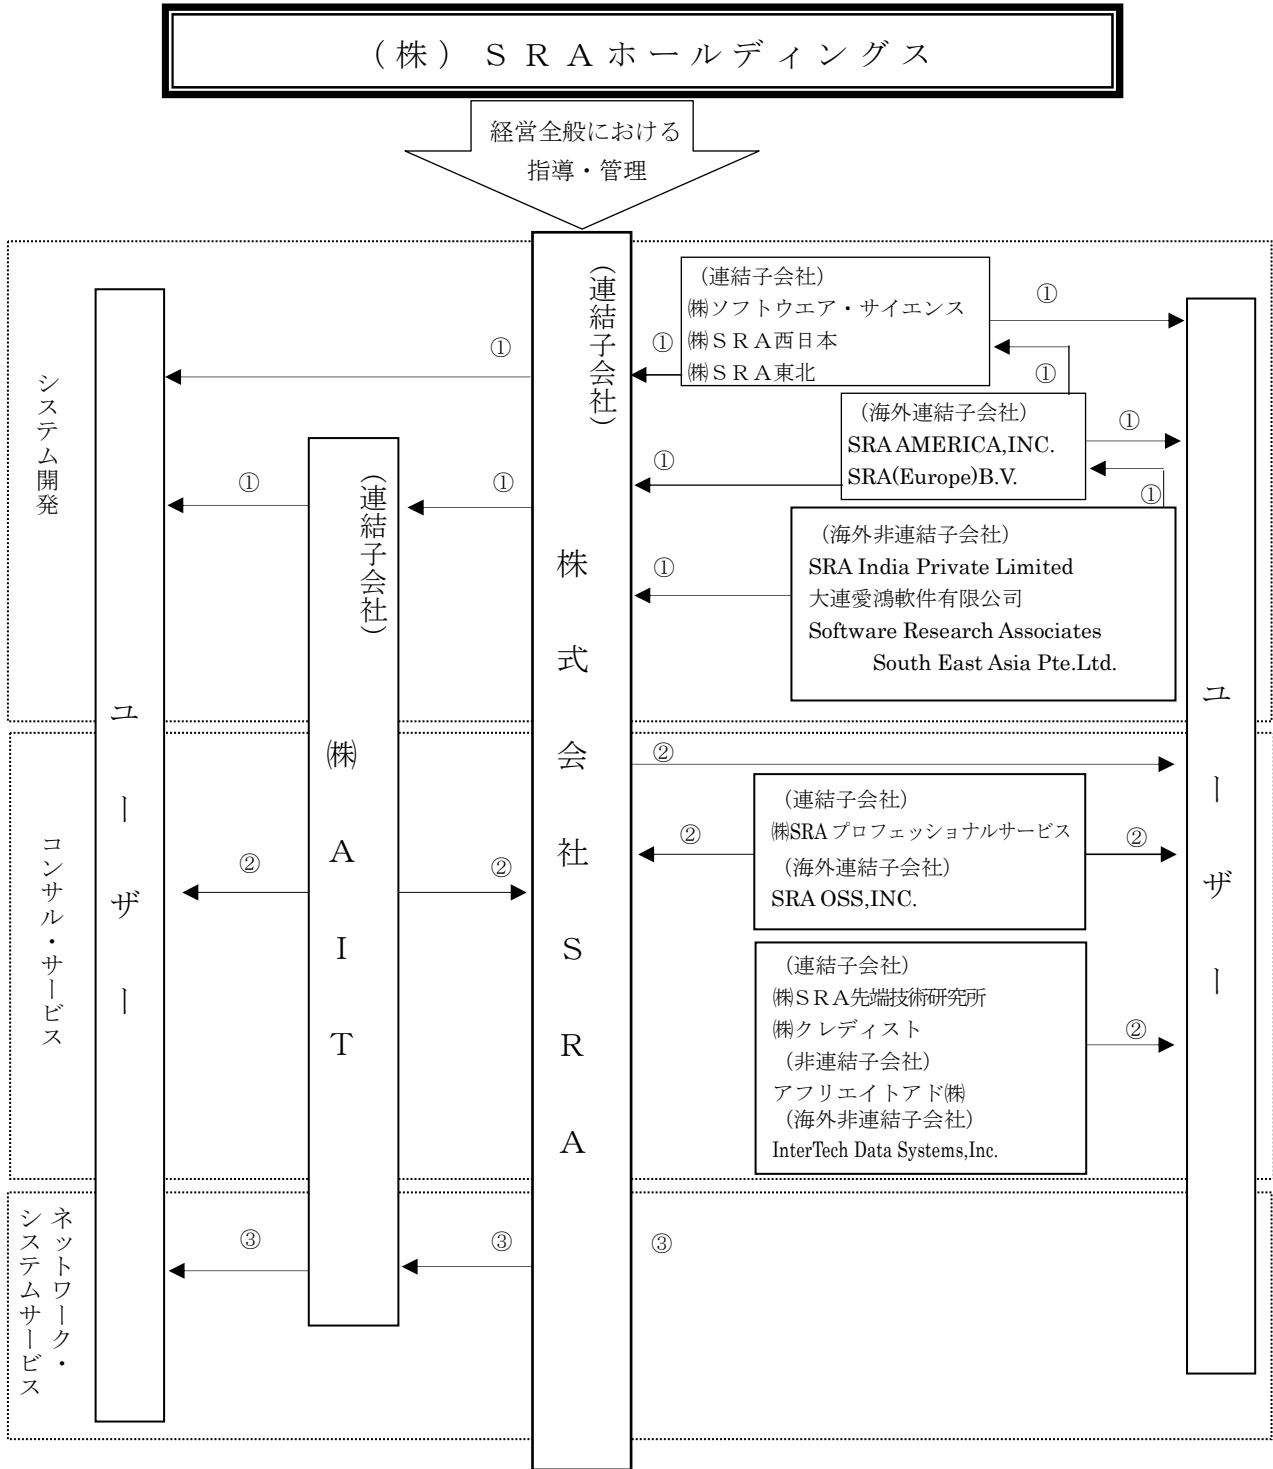 （株）ＳＲＡホールディングス
経営全般における
指導・管理
システム開発
ユーザー
①
①
（連結子会社）
㈱ＡＩＴ
①
①
（連結子会社）
株式会社ＳＲＡ
①
（連結子会社）
㈱ソフトウエア・サイエンス
㈱ＳＲＡ西日本
㈱ＳＲＡ東北
①
①
（海外連結子会社）
SRA AMERICA,INC.
SRA(Europe)B.V.
①
①
①
（海外非連結子会社）
SRA India Private Limited
大連愛鴻軟件有限公司
Software Research Associates
South East Asia Pte.Ltd.
ユーザー
コンサル・サービス
②
②
②
②
（連結子会社）
㈱SRAプロフェッショナルサービス
（海外連結子会社）
SRA OSS,INC.
②
（連結子会社）
㈱ＳＲＡ先端技術研究所
㈱クレディスト
（非連結子会社）
アフリエイトアド㈱
（海外非連結子会社）
InterTech Data Systems,Inc.
②
ネットワーク・
システムサービス
③
③
③